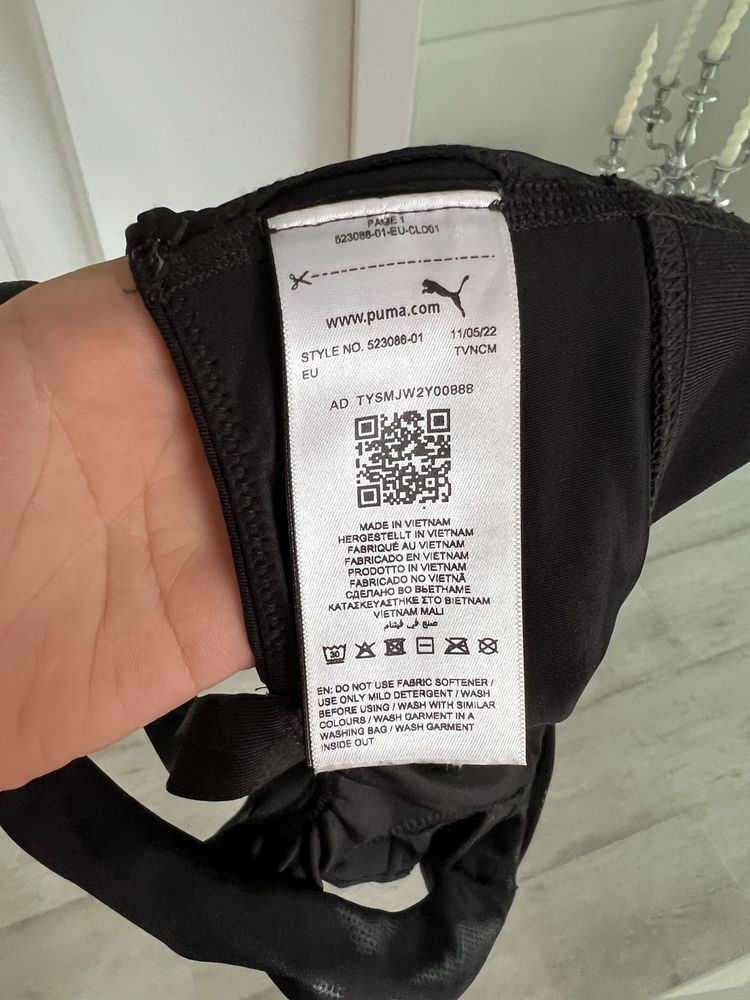 PAGE 1
523086-01-EU-CLD01
www.puma.com
STYLE NO. 523086-01 11/05/22
EU TVNCM
AD TYSMJW2Y00888
MADE IN VIETNAM
HERGESTELLT IN VIETNAM
FABRIQUÉ AU VIETNAM
FABRICADO EN VIETNAM
PRODOTTO IN VIETNAM
FABRICADO NO VIETNÃ
СДЕЛАНО ВО ВЬЕТНАМЕ
ΚΑΤΑΣΚΕΥΑΣΤΗΚΕ ΣΤΟ ΒΙΕΤΝΑΜ
VİETNAM MALI
صنع في فيتنام
30
EN: DO NOT USE FABRIC SOFTENER /
USE ONLY MILD DETERGENT / WASH
BEFORE USING / WASH WITH SIMILAR
COLOURS / WASH GARMENT IN A
WASHING BAG / WASH GARMENT
INSIDE OUT